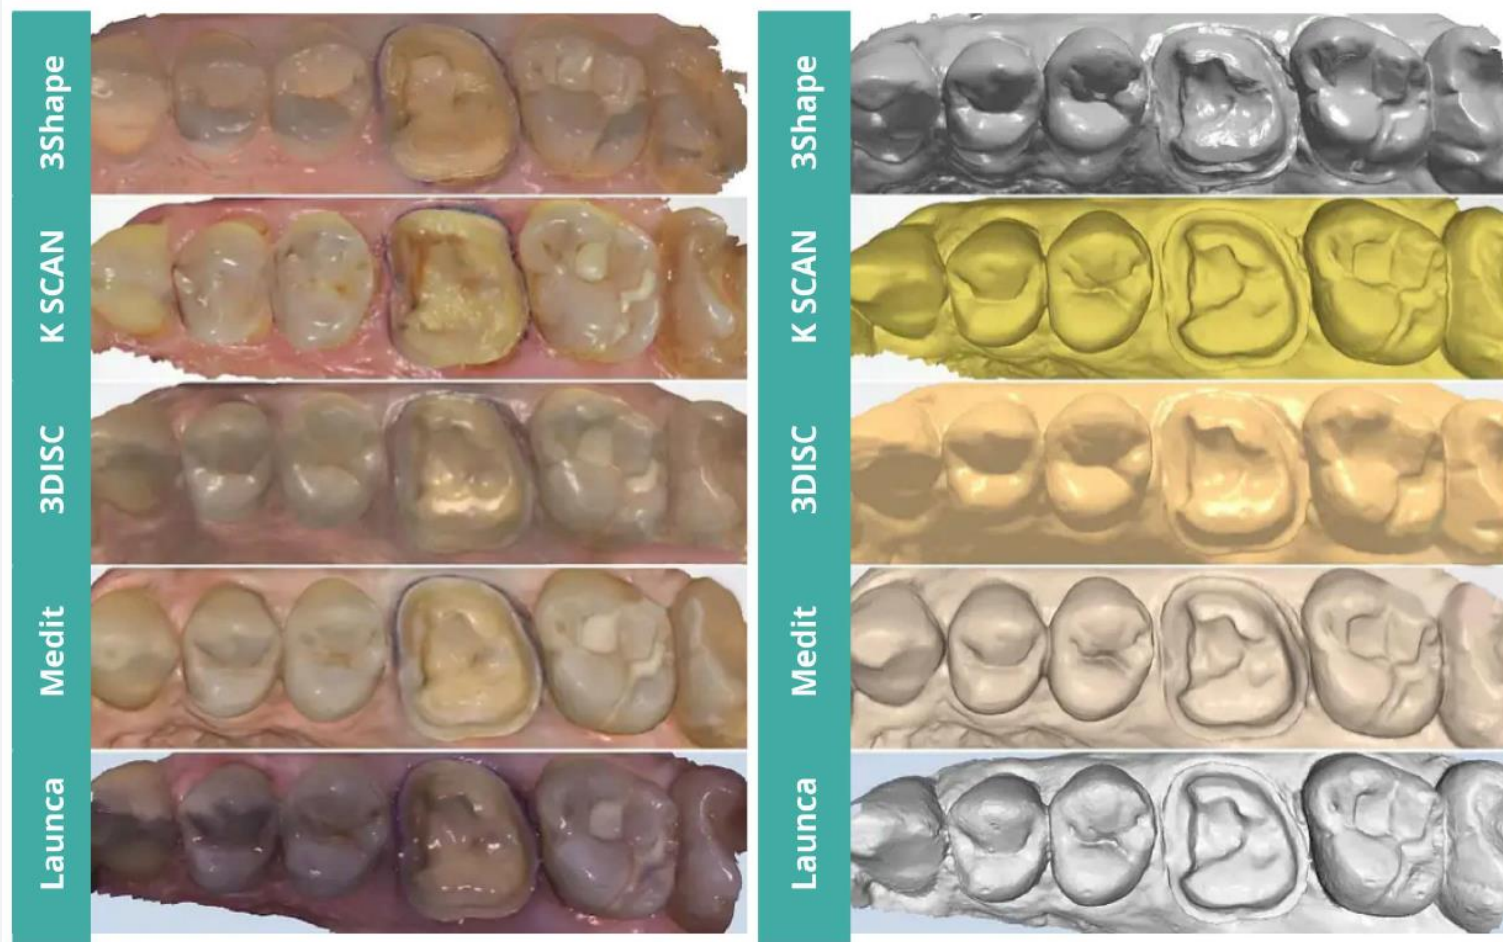 3Shape
K SCAN
3DISC
Medit
Launca
3Shape
K SCAN
3DISC
Medit
Launca